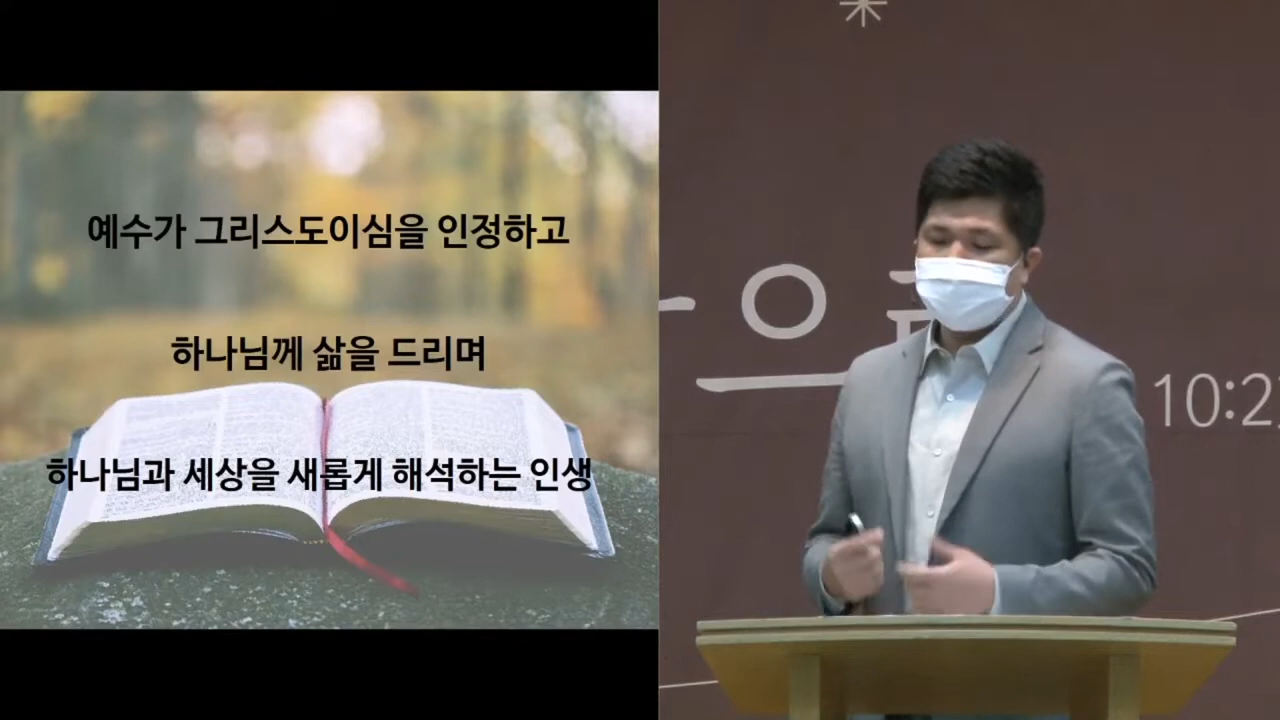 예수가 그리스도이심을 인정하고
하나님께 삶을 드리며
하나님과 세상을 새롭게 해석하는 인생
으
10:2